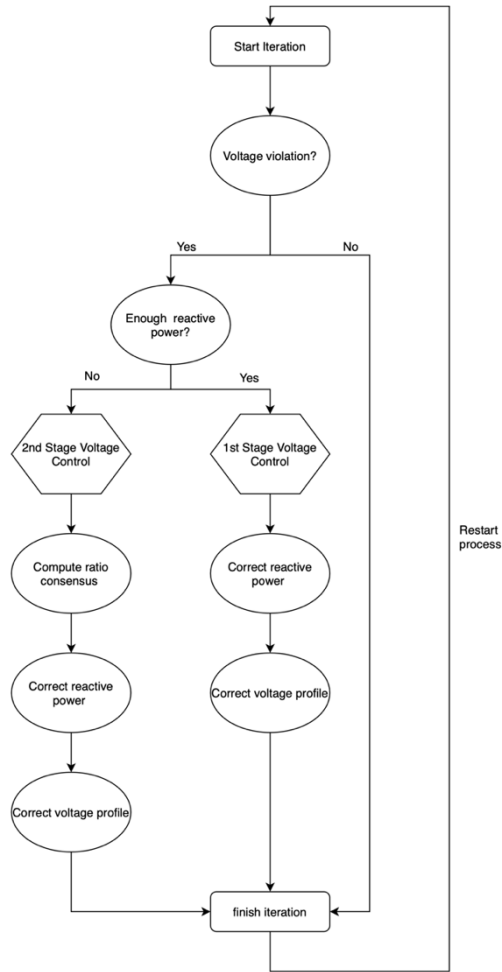 Start Iteration
Voltage violation?
Yes
No
Enough reactive
power?
No
Yes
2nd Stage Voltage
Control
1st Stage Voltage
Control
Restart
process
Compute ratio
consensus
Correct reactive
power
Correct reactive
power
Correct voltage profile
Correct voltage profile
finish iteration